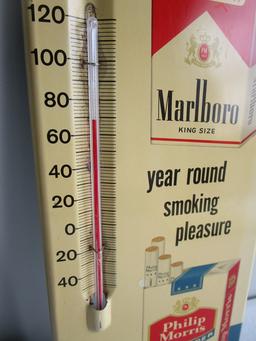 120
100
80
60
40
20
0
20
40
Marlboro
KING SIZE
year round
smoking
pleasure
Philip
Morris